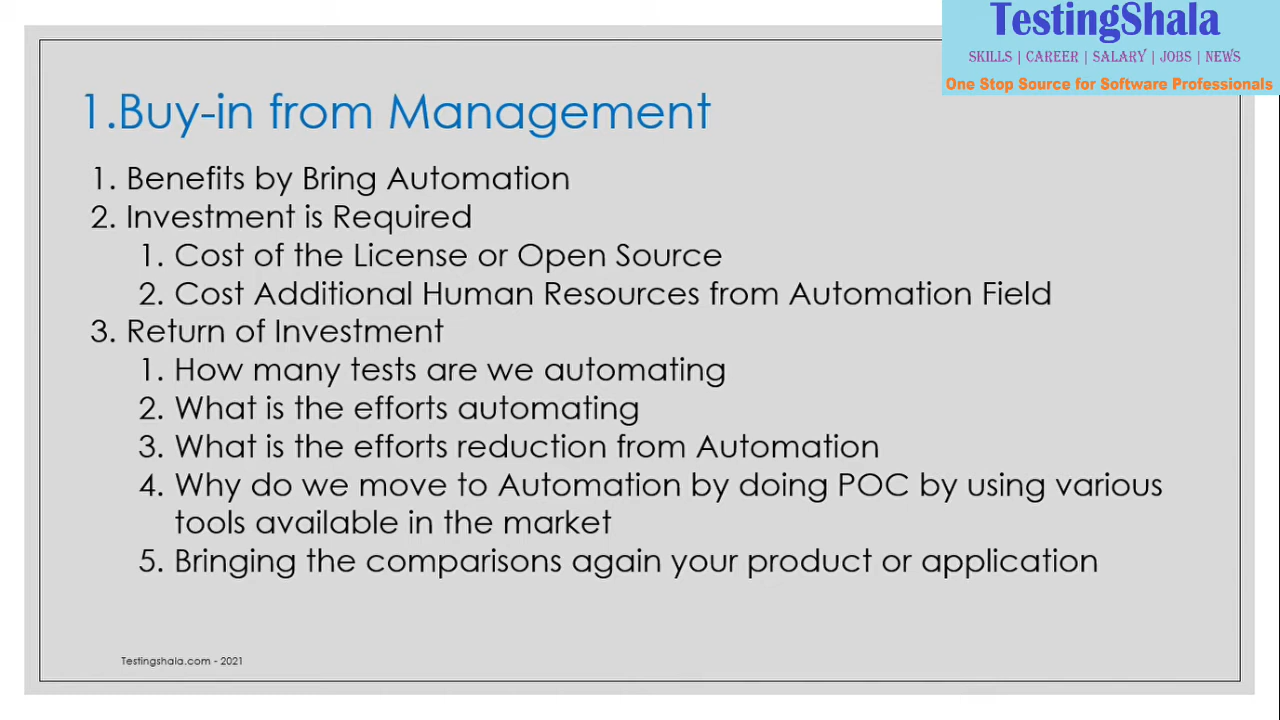 TestingShala
SKILLS | CAREER | SALARY | JOBS | NEWS
One Stop Source for Software Professionals
1.Buy-in from Management
1. Benefits by Bring Automation
2. Investment is Required
1. Cost of the License or Open Source
2. Cost Additional Human Resources from Automation Field
3. Return of Investment
1. How many tests are we automating
2. What is the efforts automating
3. What is the efforts reduction from Automation
4. Why do we move to Automation by doing POC by using various
tools available in the market
5. Bringing the comparisons again your product or application
Testingshala.com - 2021